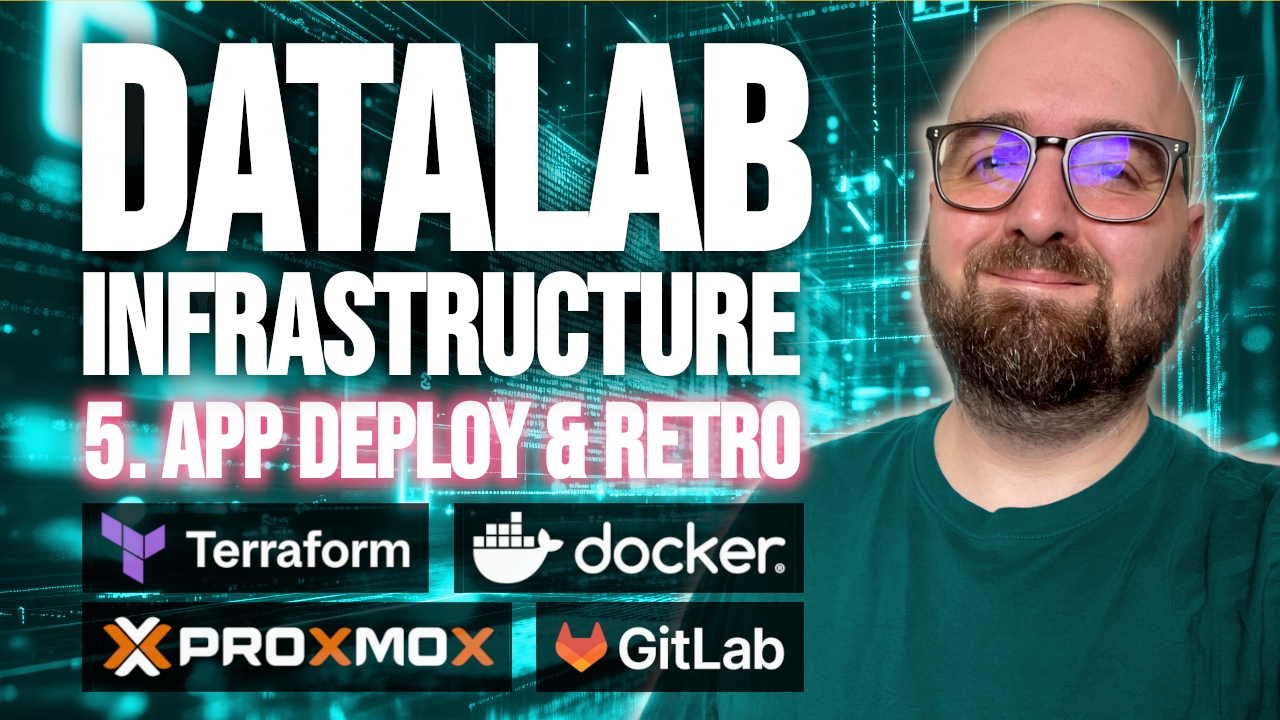 DATALAB
INFRASTRUCTURE
5. APP DEPLOY & RETRO
Terraform
docker®
PROXMOX
GitLab